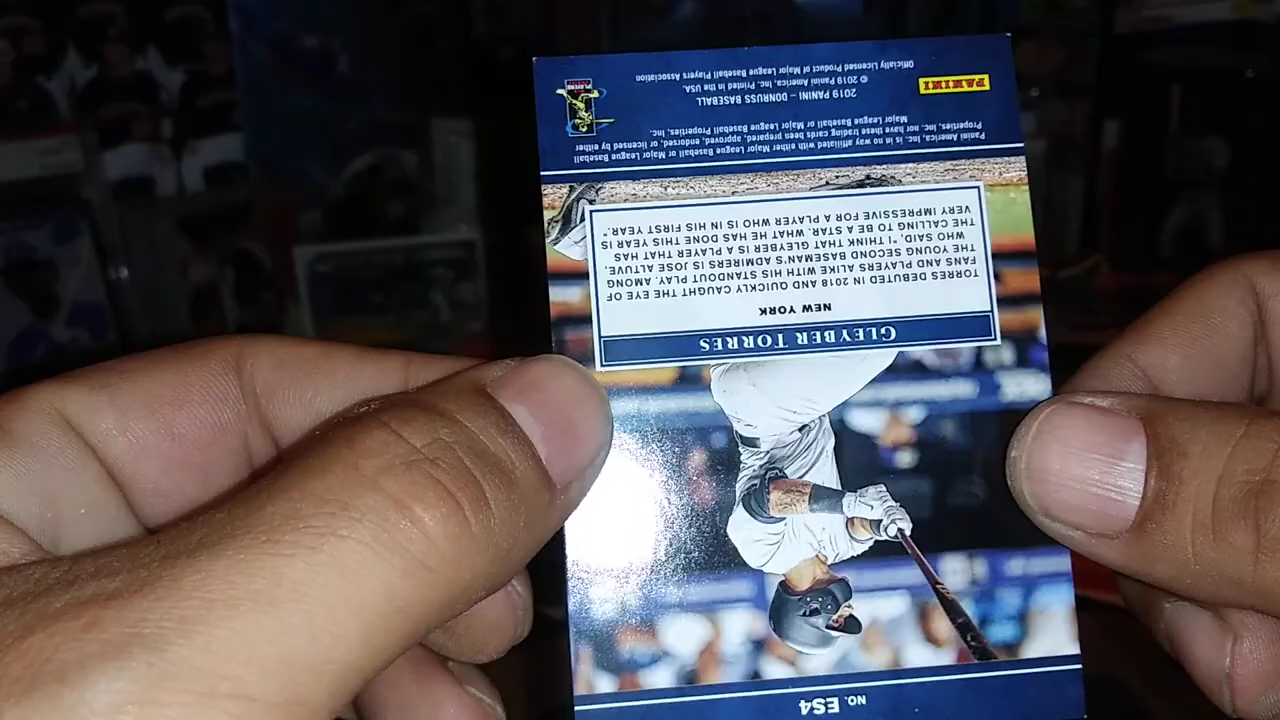 NO. ES4
GLEYBER TORRES
NEW YORK
TORRES DEBUTED IN 2018 AND QUICKLY CAUGHT THE EYE OF
FANS AND PLAYERS ALIKE WITH HIS STANDOUT PLAY. AMONG
THE YOUNG SECOND BASEMAN'S ADMIRERS IS JOSE ALTUVE,
WHO SAID, "I THINK THAT GLEYBER IS A PLAYER THAT HAS
THE CALLING TO BE A STAR. WHAT HE HAS DONE THIS YEAR IS
VERY IMPRESSIVE FOR A PLAYER WHO IS IN HIS FIRST YEAR."
Panini America, Inc. is in no way affiliated with either Major League Baseball or Major League Baseball
Properties, Inc. nor have these trading cards been prepared, approved, endorsed, or licensed by either
Major League Baseball or Major League Baseball Properties, Inc.
2019 PANINI – DONRUSS BASEBALL
© 2019 Panini America, Inc. Printed in the USA.
Officially Licensed Product of Major League Baseball Players Association
PANINI
PLAYERS